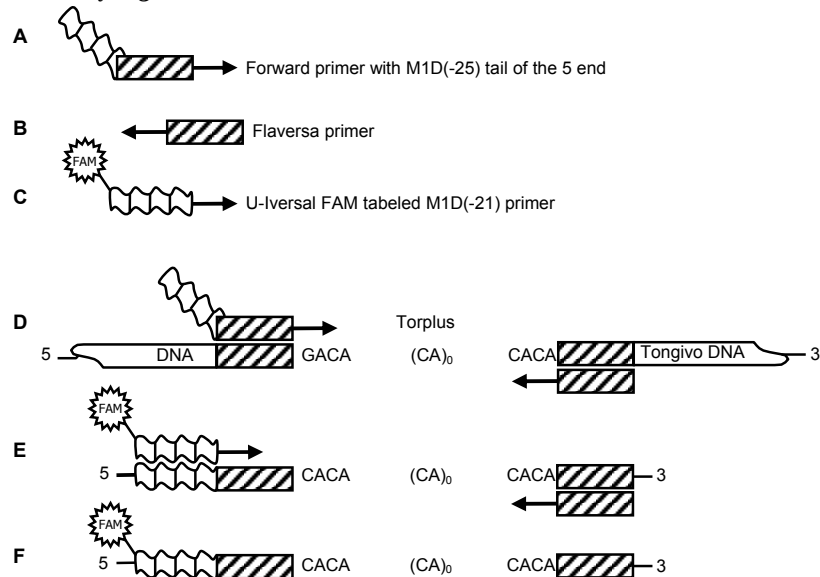 A
Forward primer with M1D(-25) tail of the 5 end
B
Flaversa primer
FAM
C
U-Iversal FAM tabeled M1D(-21) primer
D
Torplus
5 DNA GACA (CA)₀ CACA Tongivo DNA 3
FAM
E
5 CACA (CA)₀ CACA 3
FAM
F
5 CACA (CA)₀ CACA 3